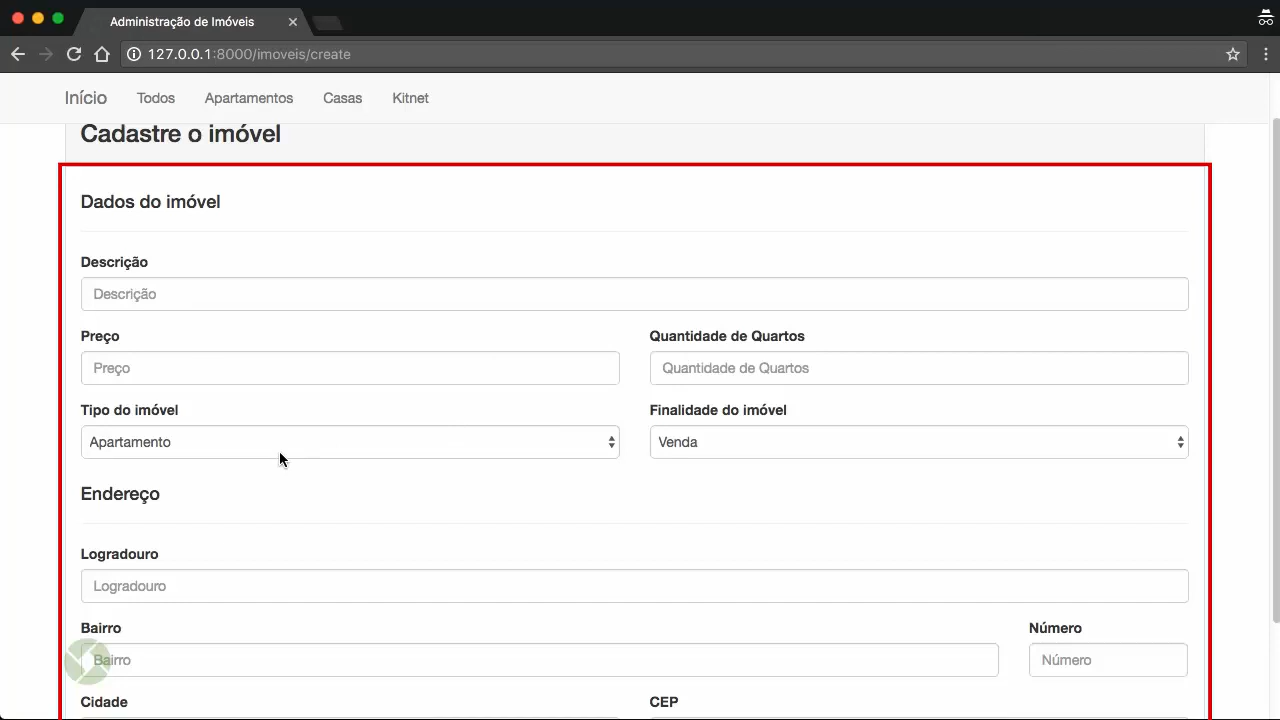 Administração de Imóveis
127.0.0.1:8000/imoveis/create
Início Todos Apartamentos Casas Kitnet
Cadastre o imóvel
Dados do imóvel
Descrição
Descrição
Preço Quantidade de Quartos
Preço Quantidade de Quartos
Tipo do imóvel Finalidade do imóvel
Apartamento Venda
Endereço
Logradouro
Logradouro
Bairro Número
Bairro Número
Cidade CEP